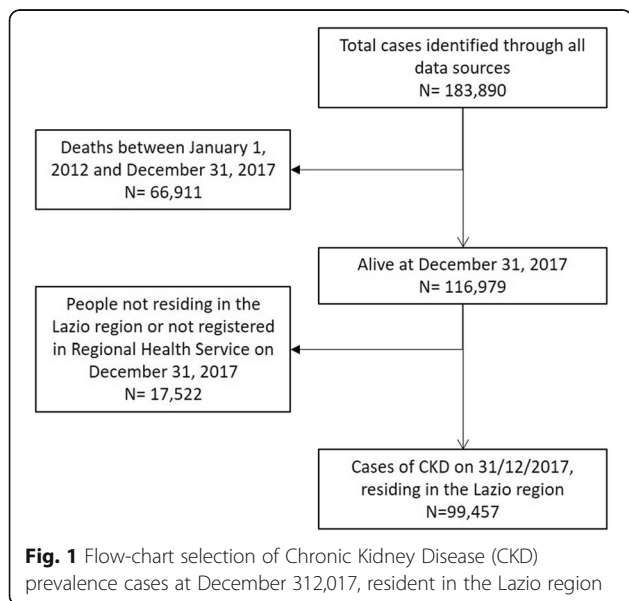 Total cases identified through all
data sources
N= 183,890
Deaths between January 1,
2012 and December 31, 2017
N= 66,911
Alive at December 31, 2017
N= 116,979
People not residing in the
Lazio region or not registered
in Regional Health Service on
December 31, 2017
N= 17,522
Cases of CKD on 31/12/2017,
residing in the Lazio region
N=99,457
Fig. 1 Flow-chart selection of Chronic Kidney Disease (CKD)
prevalence cases at December 312,017, resident in the Lazio region